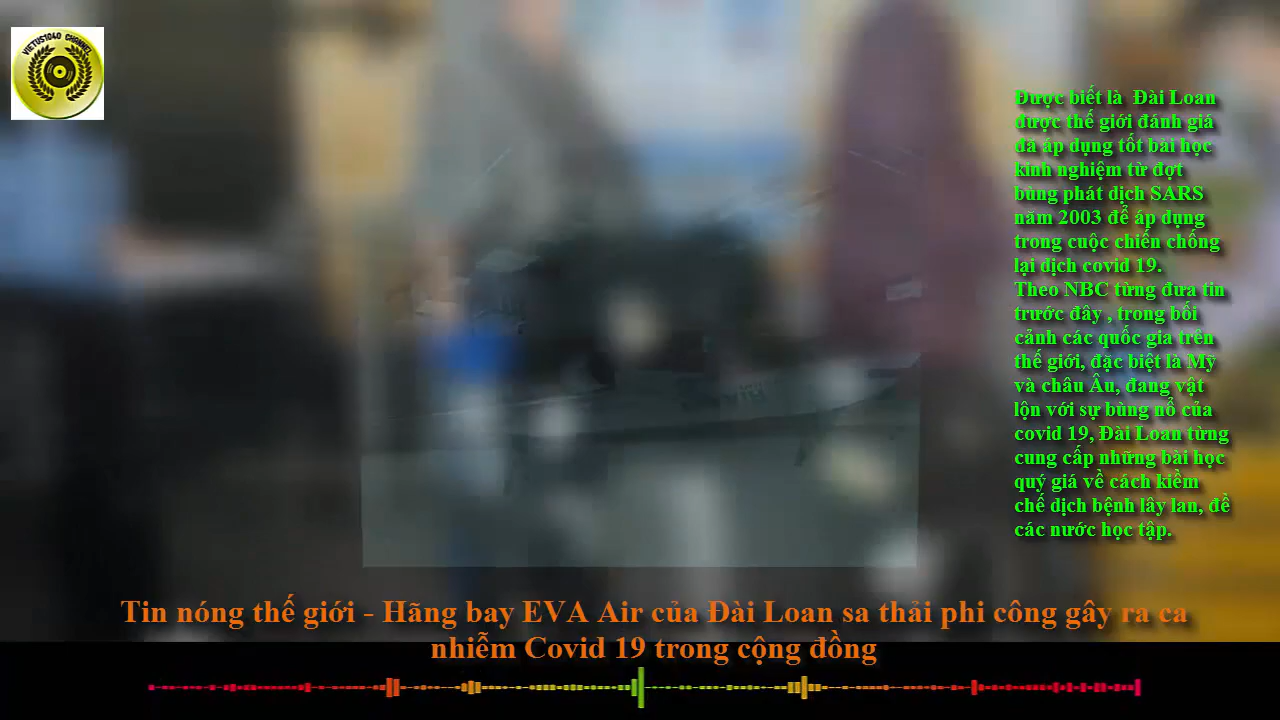 VIETUS1040 CHANNEL
Được biết là Đài Loan
được thế giới đánh giá
đã áp dụng tốt bài học
kinh nghiệm từ đợt
bùng phát dịch SARS
năm 2003 để áp dụng
trong cuộc chiến chống
lại dịch covid 19.
Theo NBC từng đưa tin
trước đây , trong bối
cảnh các quốc gia trên
thế giới, đặc biệt là Mỹ
và châu Âu, đang vật
lộn với sự bùng nổ của
covid 19, Đài Loan từng
cung cấp những bài học
quý giá về cách kiềm
chế dịch bệnh lây lan, để
các nước học tập.
Tin nóng thế giới - Hãng bay EVA Air của Đài Loan sa thải phi công gây ra ca
nhiễm Covid 19 trong cộng đồng